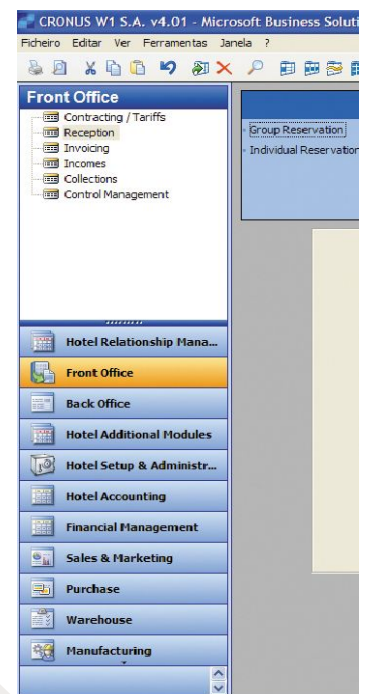 CRONUS W1 S.A. v4.01 - Microsoft Business Soluti
Ficheiro Editar Ver Ferramentas Janela ?
Front Office
Contracting / Tariffs
Reception
Invoicing
Incomes
Collections
Control Management
Group Reservation
Individual Reservation
Hotel Relationship Mana...
Front Office
Back Office
Hotel Additional Modules
Hotel Setup & Administr...
Hotel Accounting
Financial Management
Sales & Marketing
Purchase
Warehouse
Manufacturing